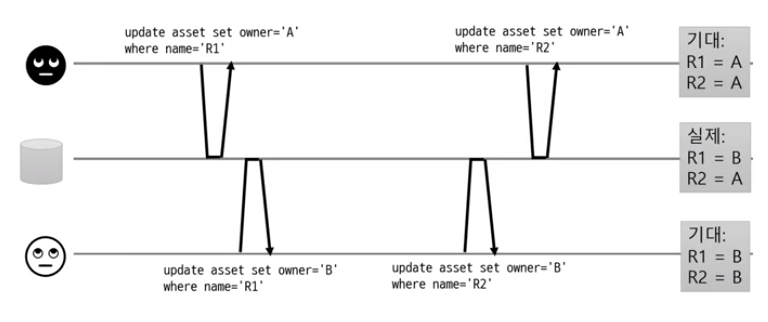 update asset set owner='A'
where name='R1'
update asset set owner='A'
where name='R2'
기대:
R1 = A
R2 = A
실제:
R1 = B
R2 = A
update asset set owner='B'
where name='R1'
update asset set owner='B'
where name='R2'
기대:
R1 = B
R2 = B